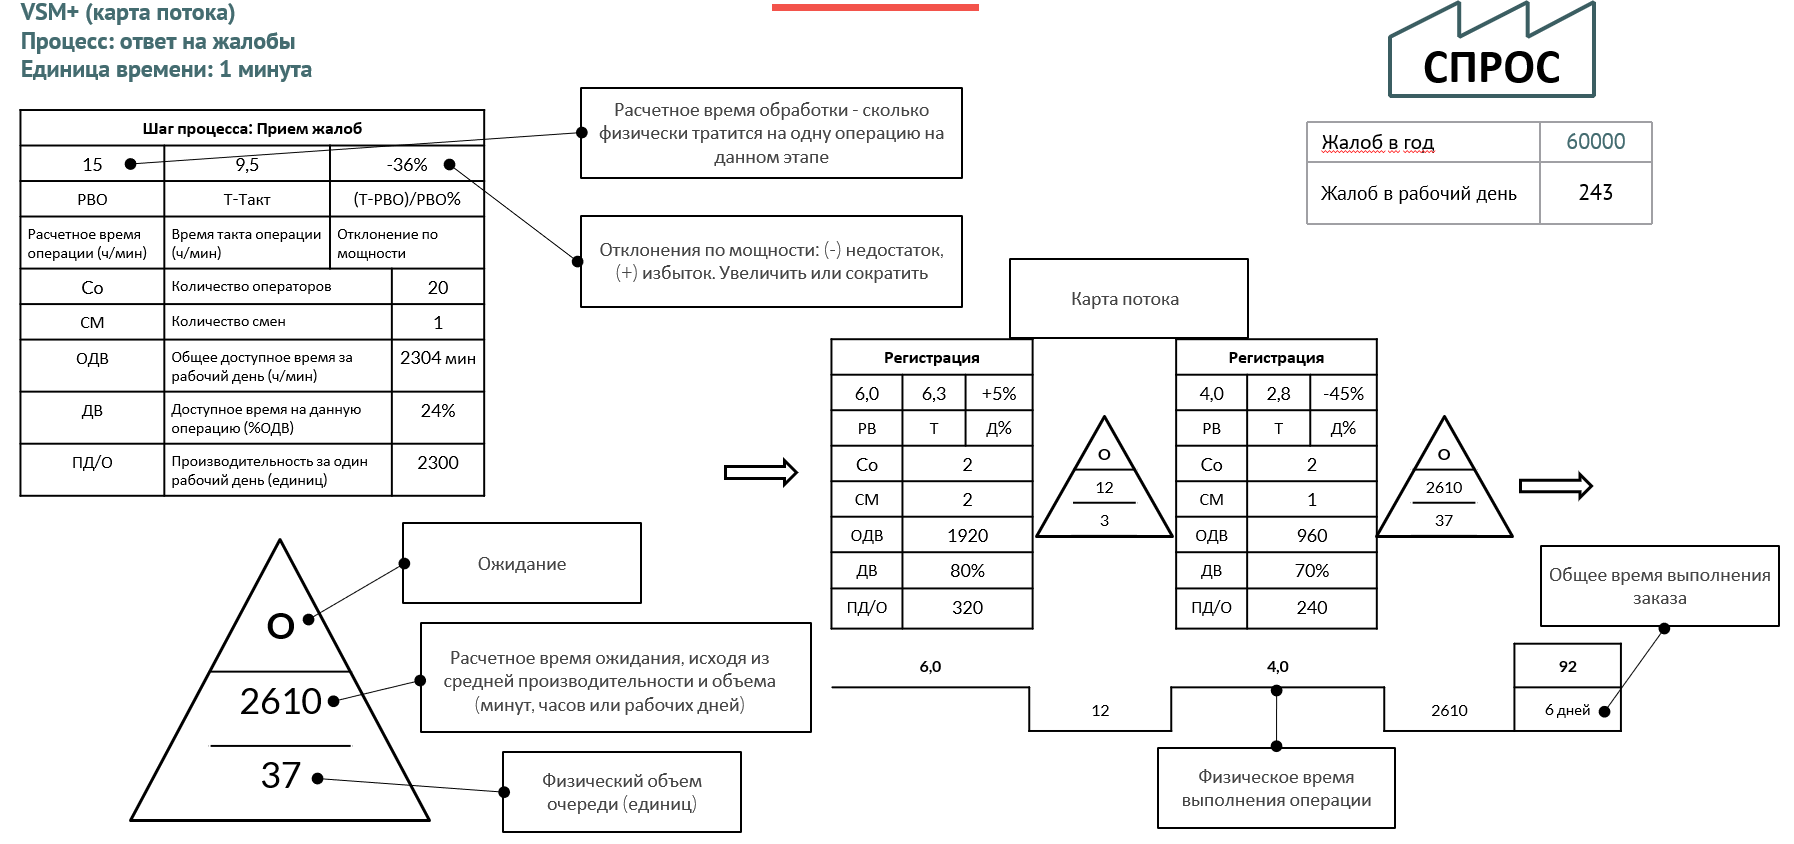 VSM+ (карта потока)
Процесс: ответ на жалобы
Единица времени: 1 минута
СПРОС
Жалоб в год 60000
Жалоб в рабочий день 243
Шаг процесса: Прием жалоб
15 9,5 -36%
РВО Т-Такт (Т-РВО)/РВО%
Расчетное время Время такта операции Отклонение по
операции (ч/мин) (ч/мин) мощности
Со Количество операторов 20
СМ Количество смен 1
ОДВ Общее доступное время за 2304 мин
рабочий день (ч/мин)
ДВ Доступное время на данную 24%
операцию (%ОДВ)
ПД/О Производительность за один 2300
рабочий день (единиц)
Расчетное время обработки - сколько
физически тратится на одну операцию на
данном этапе
Отклонения по мощности: (-) недостаток,
(+) избыток. Увеличить или сократить
Карта потока
Регистрация
6,0 6,3 +5%
РВ Т Д%
Со 2
СМ 2
ОДВ 1920
ДВ 80%
ПД/О 320
О
12
3
Регистрация
4,0 2,8 -45%
РВ Т Д%
Со 2
СМ 1
ОДВ 960
ДВ 70%
ПД/О 240
О
2610
37
О
2610
37
Ожидание
Расчетное время ожидания, исходя из
средней производительности и объема
(минут, часов или рабочих дней)
Физический объем
очереди (единиц)
Общее время выполнения
заказа
6,0 4,0 92
12 2610 6 дней
Физическое время
выполнения операции